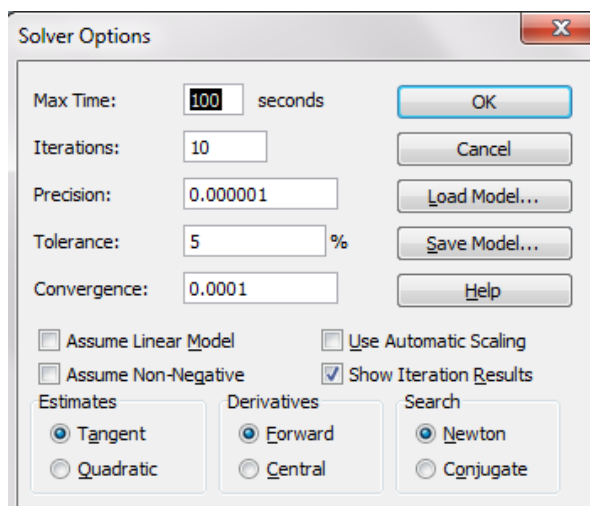 Solver Options
Max Time: 100 seconds OK
Iterations: 10 Cancel
Precision: 0.000001 Load Model...
Tolerance: 5 % Save Model...
Convergence: 0.0001 Help
Assume Linear Model Use Automatic Scaling
Assume Non-Negative Show Iteration Results
Estimates Derivatives Search
Tangent Forward Newton
Quadratic Central Conjugate